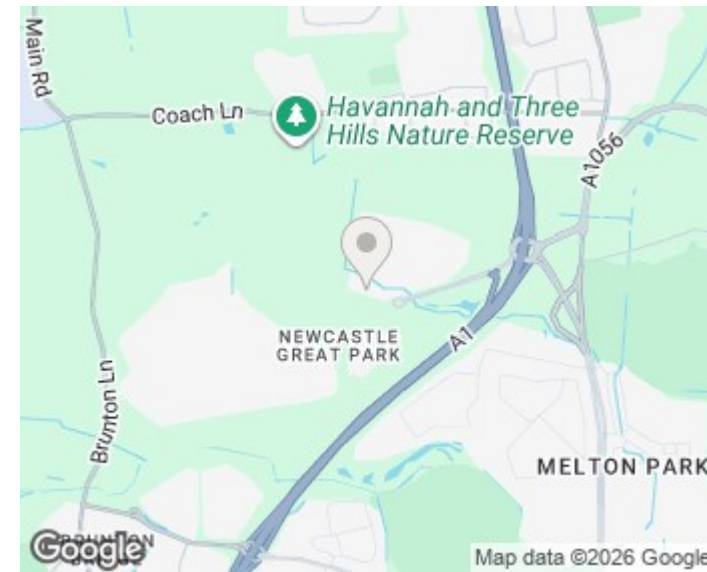 Main Rd
Coach Ln
Havannah and Three
Hills Nature Reserve
A1056
NEWCASTLE
GREAT PARK
A1
Brunton Ln
MELTON PARK
Google
Map data ©2026 Google